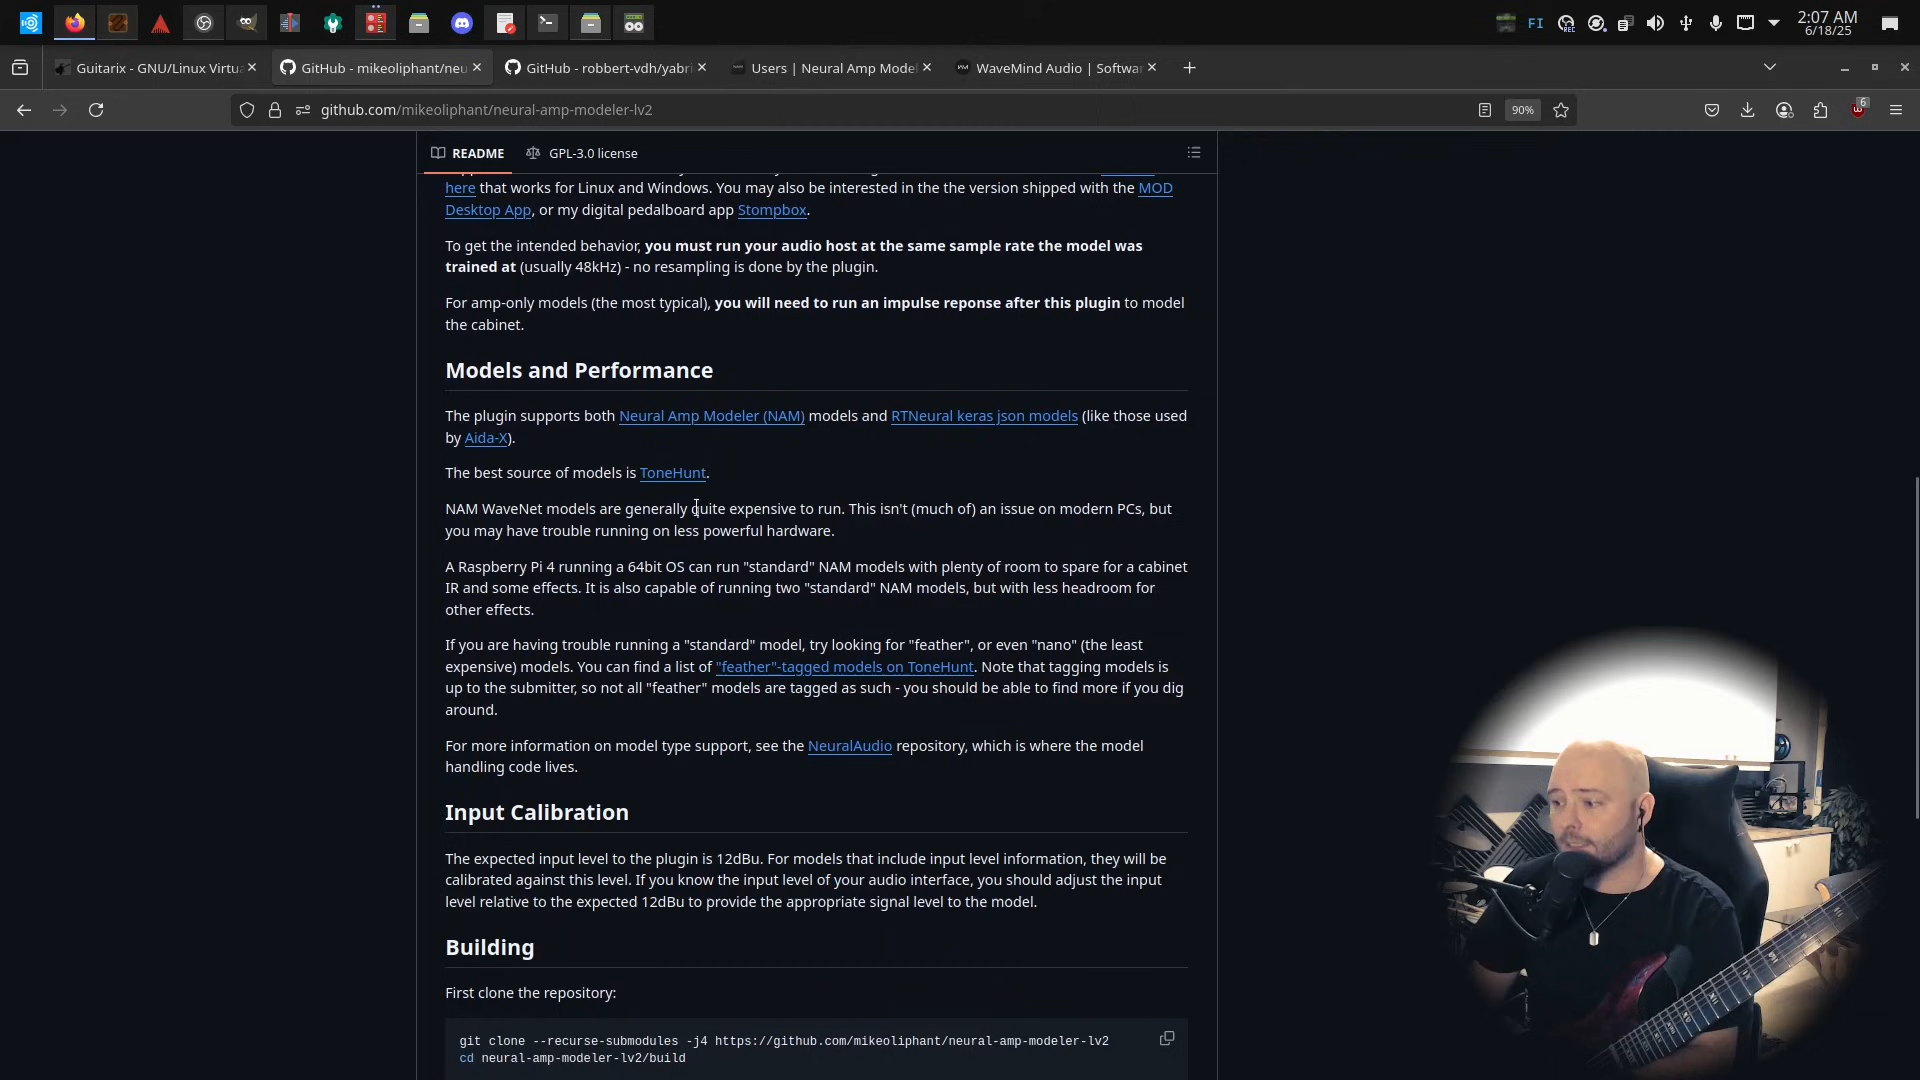 FI
2:07 AM
6/18/25
Guitarix - GNU/Linux Virtua
GitHub - mikeoliphant/neu
GitHub - robbert-vdh/yabri
Users | Neural Amp Model
WaveMind Audio | Softwar
github.com/mikeoliphant/neural-amp-modeler-lv2
90%
6
README
GPL-3.0 license
here that works for Linux and Windows. You may also be interested in the the version shipped with the MOD
Desktop App, or my digital pedalboard app Stompbox.
To get the intended behavior, you must run your audio host at the same sample rate the model was
trained at (usually 48kHz) - no resampling is done by the plugin.
For amp-only models (the most typical), you will need to run an impulse reponse after this plugin to model
the cabinet.
Models and Performance
The plugin supports both Neural Amp Modeler (NAM) models and RTNeural keras json models (like those used
by Aida-X).
The best source of models is ToneHunt.
NAM WaveNet models are generally quite expensive to run. This isn't (much of) an issue on modern PCs, but
you may have trouble running on less powerful hardware.
A Raspberry Pi 4 running a 64bit OS can run "standard" NAM models with plenty of room to spare for a cabinet
IR and some effects. It is also capable of running two "standard" NAM models, but with less headroom for
other effects.
If you are having trouble running a "standard" model, try looking for "feather", or even "nano" (the least
expensive) models. You can find a list of "feather"-tagged models on ToneHunt. Note that tagging models is
up to the submitter, so not all "feather" models are tagged as such - you should be able to find more if you dig
around.
For more information on model type support, see the NeuralAudio repository, which is where the model
handling code lives.
Input Calibration
The expected input level to the plugin is 12dBu. For models that include input level information, they will be
calibrated against this level. If you know the input level of your audio interface, you should adjust the input
level relative to the expected 12dBu to provide the appropriate signal level to the model.
Building
First clone the repository:
git clone --recurse-submodules -j4 https://github.com/mikeoliphant/neural-amp-modeler-lv2
cd neural-amp-modeler-lv2/build